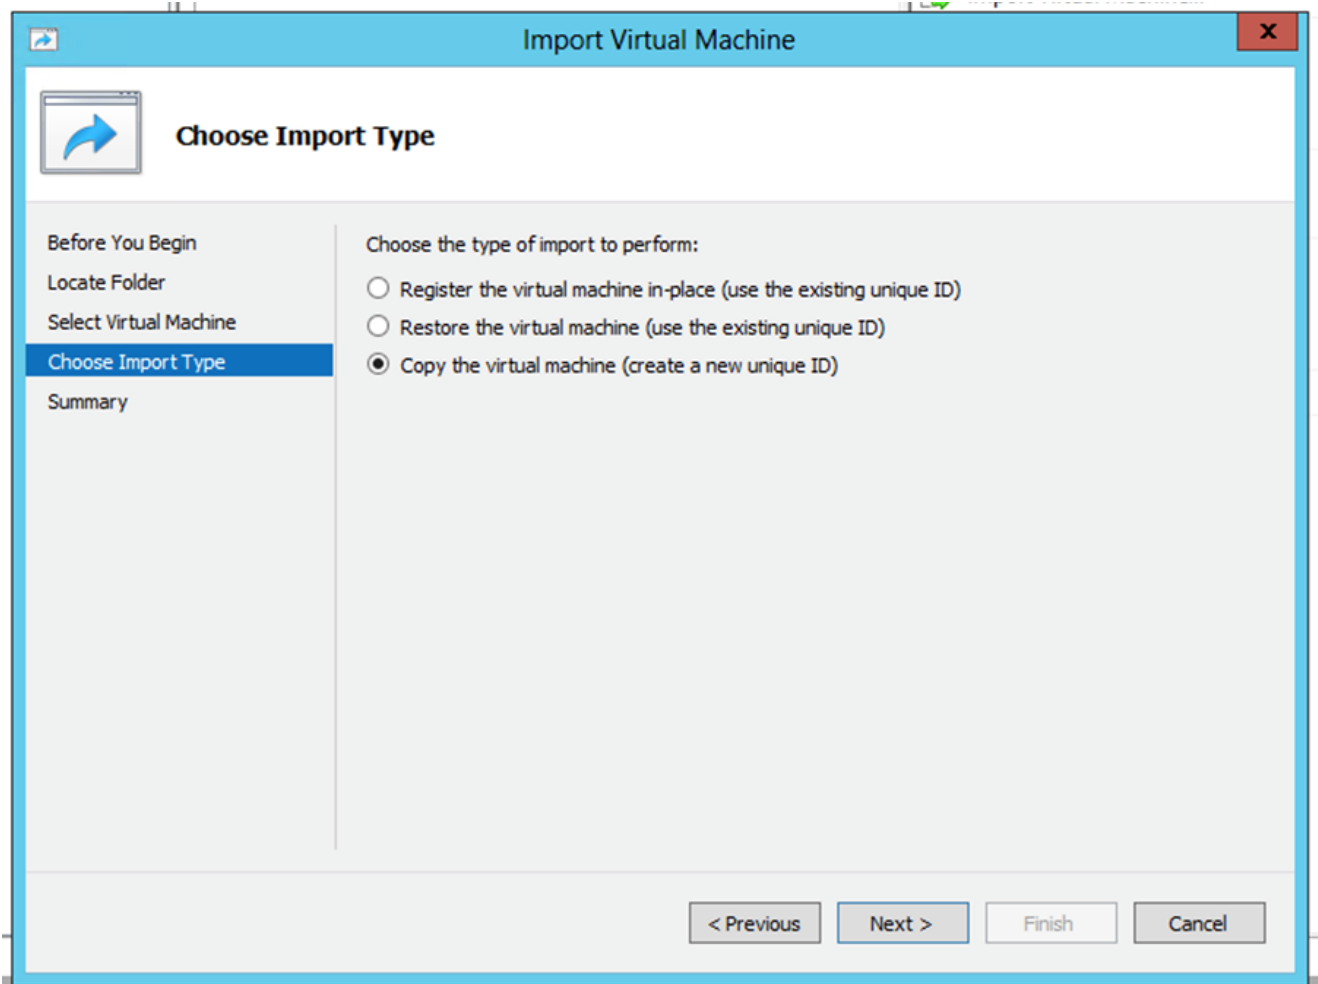 Import Virtual Machine
Choose Import Type
Before You Begin
Locate Folder
Select Virtual Machine
Choose Import Type
Summary
Choose the type of import to perform:
Register the virtual machine in-place (use the existing unique ID)
Restore the virtual machine (use the existing unique ID)
Copy the virtual machine (create a new unique ID)
< Previous
Next >
Finish
Cancel